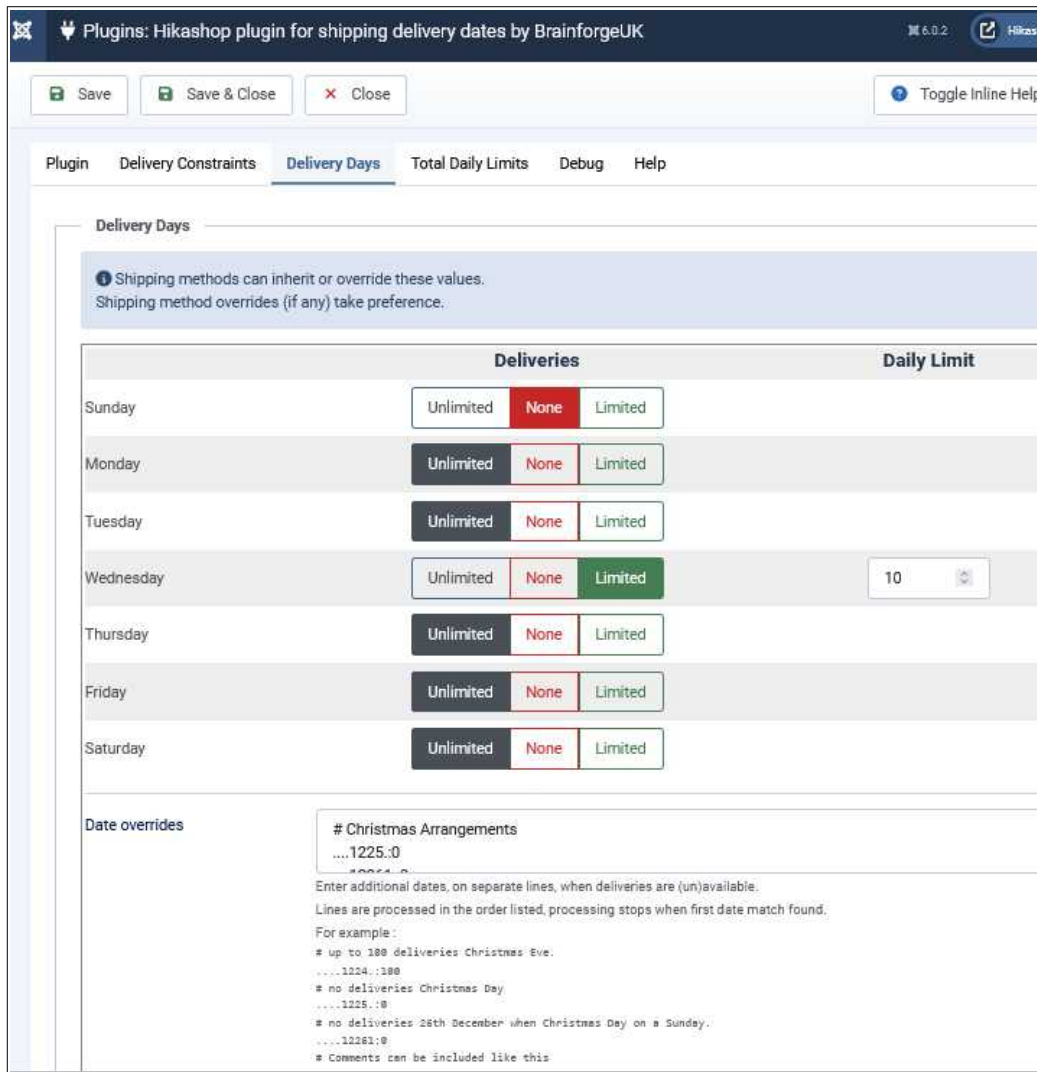 Plugins: Hikashop plugin for shipping delivery dates by BrainforgeUK
6.0.2
Hikas
Save
Save & Close
Close
Toggle Inline Help
Plugin
Delivery Constraints
Delivery Days
Total Daily Limits
Debug
Help
Delivery Days
Shipping methods can inherit or override these values.
Shipping method overrides (if any) take preference.
Deliveries
Daily Limit
Sunday
Unlimited
None
Limited
Monday
Unlimited
None
Limited
Tuesday
Unlimited
None
Limited
Wednesday
Unlimited
None
Limited
10
Thursday
Unlimited
None
Limited
Friday
Unlimited
None
Limited
Saturday
Unlimited
None
Limited
Date overrides
# Christmas Arrangements
....1225.:0
Enter additional dates, on separate lines, when deliveries are (un)available.
Lines are processed in the order listed, processing stops when first date match found.
For example :
# up to 100 deliveries Christmas Eve.
....1224.:100
# no deliveries Christmas Day
....1225.:0
# no deliveries 26th December when Christmas Day on a Sunday.
....12261:0
# Comments can be included like this